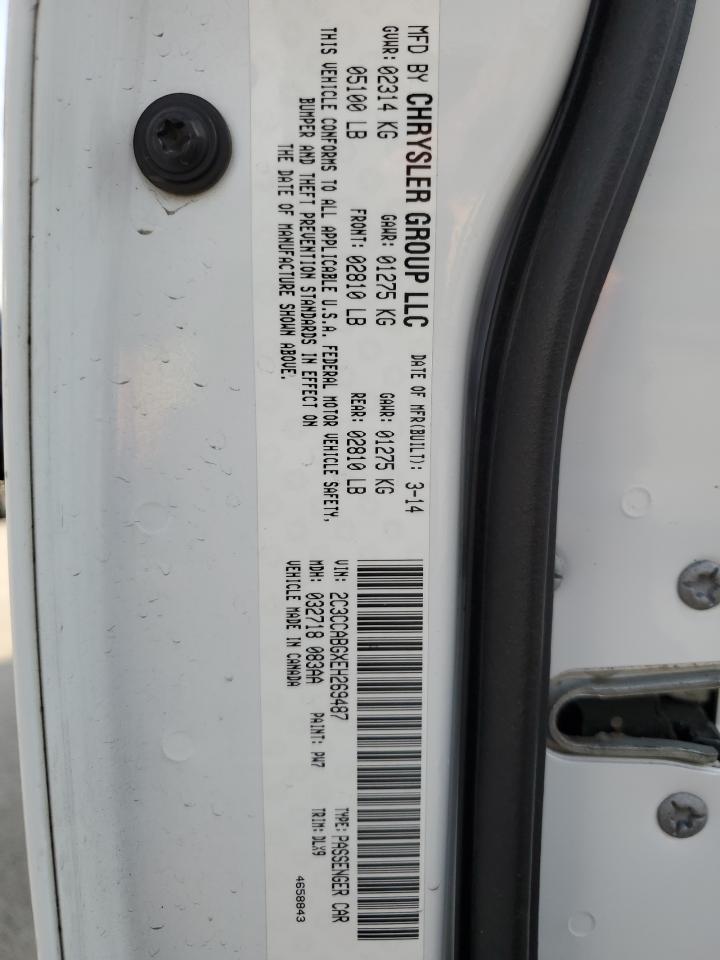 MFD BY CHRYSLER GROUP LLC DATE OF MFR(BUILT): 3-14
GVWR: 02314 KG GAWR: 01275 KG GAWR: 01275 KG
05100 LB FRONT: 02810 LB REAR: 02810 LB
THIS VEHICLE CONFORMS TO ALL APPLICABLE U.S.A. FEDERAL MOTOR VEHICLE SAFETY,
BUMPER AND THEFT PREVENTION STANDARDS IN EFFECT ON
THE DATE OF MANUFACTURE SHOWN ABOVE.
VIN: 2C3CCABGXEH269487 TYPE: PASSENGER CAR
MDH: 032718 083AA PAINT: PW7 TRIM: DLX9
VEHICLE MADE IN CANADA 4658843